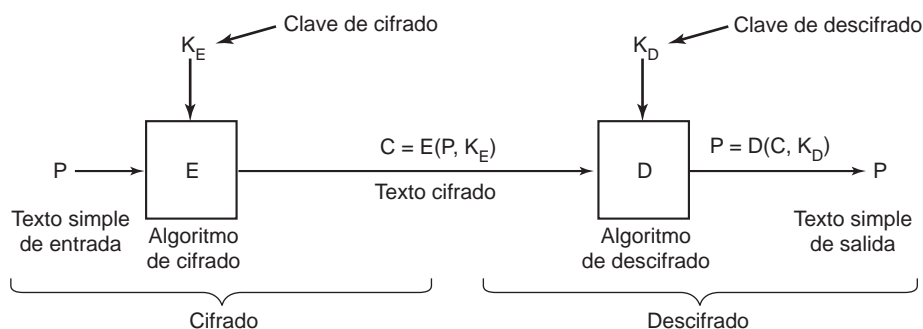 Clave de cifrado
K_E
Clave de descifrado
K_D
P
E
C = E(P, K_E)
Texto cifrado
D
P = D(C, K_D)
P
Texto simple
de entrada
Algoritmo
de cifrado
Algoritmo
de descifrado
Texto simple
de salida
Cifrado
Descifrado